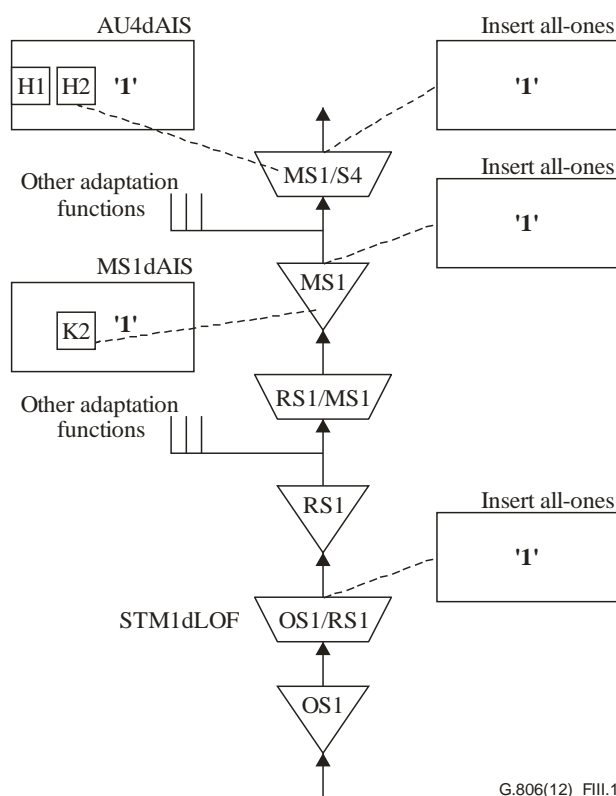 AU4dAIS
H1 H2 '1'
Insert all-ones
'1'
MS1/S4
Other adaptation
functions
Insert all-ones
'1'
MS1
MS1dAIS
K2 '1'
RS1/MS1
Other adaptation
functions
RS1
Insert all-ones
'1'
STM1dLOF
OS1/RS1
OS1
G.806(12)_FIII.1